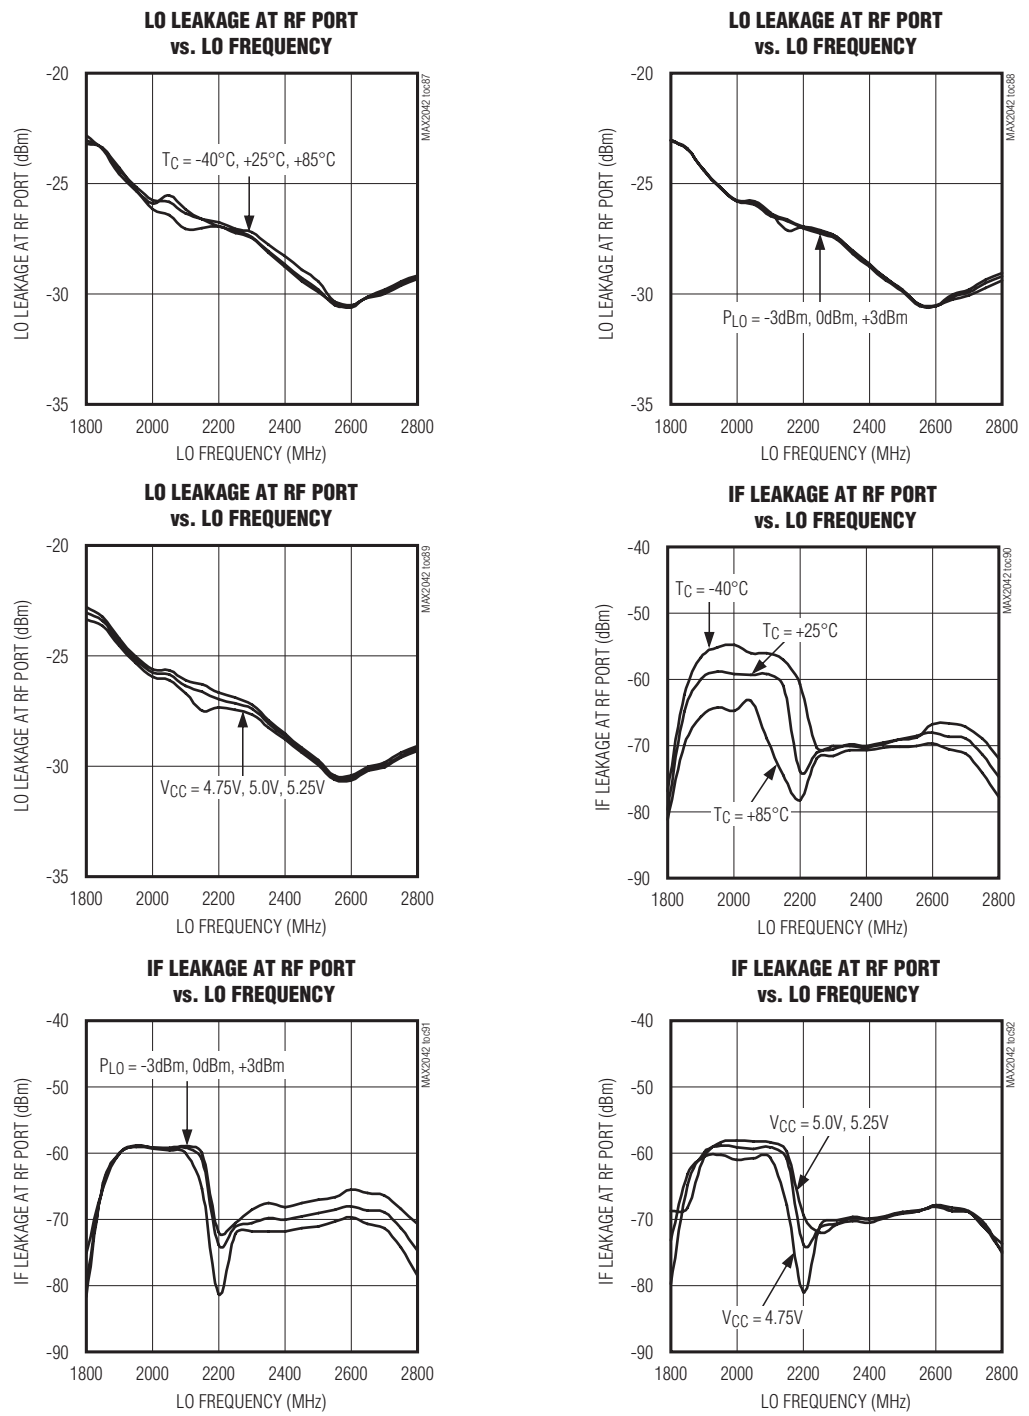 LO LEAKAGE AT RF PORT
vs. LO FREQUENCY
LO LEAKAGE AT RF PORT (dBm)
-20
-25
-30
-35
TC = -40°C, +25°C, +85°C
MAX2042 toc87
1800 2000 2200 2400 2600 2800
LO FREQUENCY (MHz)
LO LEAKAGE AT RF PORT
vs. LO FREQUENCY
LO LEAKAGE AT RF PORT (dBm)
-20
-25
-30
-35
PLO = -3dBm, 0dBm, +3dBm
MAX2042 toc88
1800 2000 2200 2400 2600 2800
LO FREQUENCY (MHz)
LO LEAKAGE AT RF PORT
vs. LO FREQUENCY
LO LEAKAGE AT RF PORT (dBm)
-20
-25
-30
-35
VCC = 4.75V, 5.0V, 5.25V
MAX2042 toc89
1800 2000 2200 2400 2600 2800
LO FREQUENCY (MHz)
IF LEAKAGE AT RF PORT
vs. LO FREQUENCY
IF LEAKAGE AT RF PORT (dBm)
-40
-50
-60
-70
-80
-90
TC = -40°C
TC = +25°C
TC = +85°C
MAX2042 toc90
1800 2000 2200 2400 2600 2800
LO FREQUENCY (MHz)
IF LEAKAGE AT RF PORT
vs. LO FREQUENCY
IF LEAKAGE AT RF PORT (dBm)
-40
-50
-60
-70
-80
-90
PLO = -3dBm, 0dBm, +3dBm
MAX2042 toc91
1800 2000 2200 2400 2600 2800
LO FREQUENCY (MHz)
IF LEAKAGE AT RF PORT
vs. LO FREQUENCY
IF LEAKAGE AT RF PORT (dBm)
-40
-50
-60
-70
-80
-90
VCC = 5.0V, 5.25V
VCC = 4.75V
MAX2042 toc92
1800 2000 2200 2400 2600 2800
LO FREQUENCY (MHz)